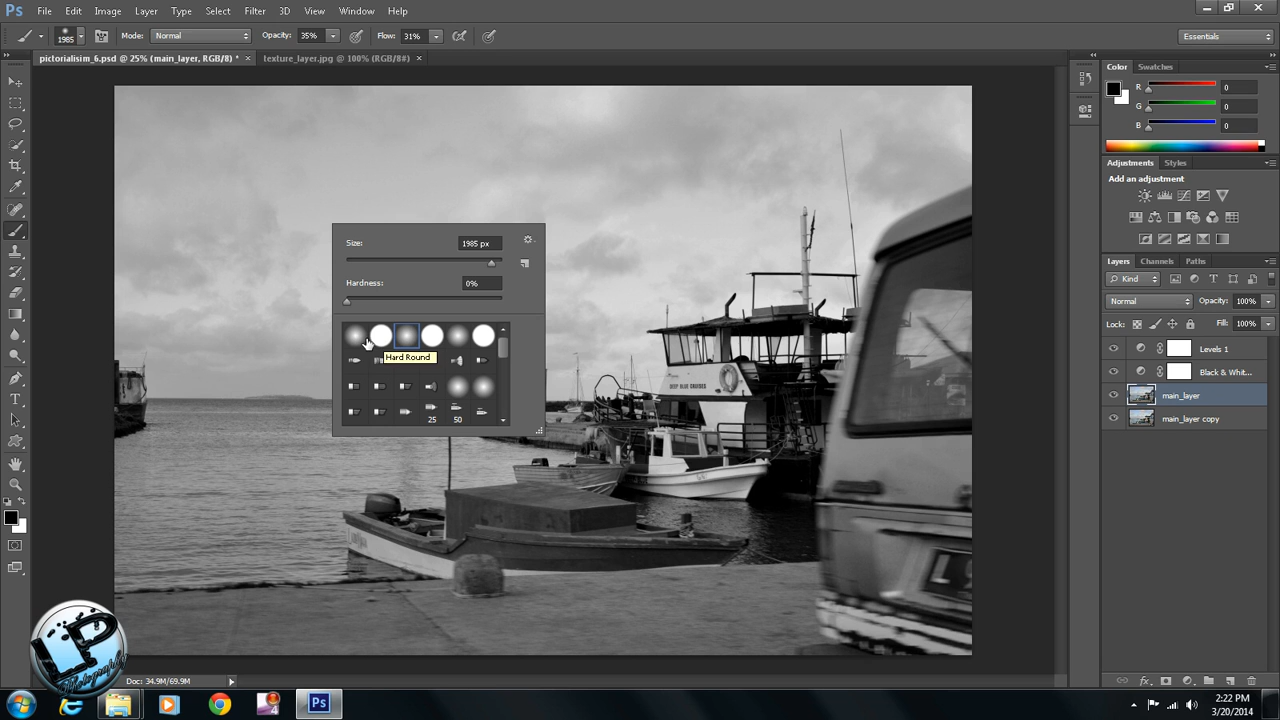 Ps File Edit Image Layer Type Select Filter 3D View Window Help
1985 Mode: Normal Opacity: 35% Flow: 31% Essentials
pictorialisim_6.psd @ 25% (main_layer, RGB/8) * × texture_layer.jpg @ 100% (RGB/8#) ×
Color Swatches
R 0
G 0
B 0
Adjustments Styles
Add an adjustment
Size: 1985 px
Hardness: 0%
Hard Round
25 50
DEEP BLUE CRUISES
Layers Channels Paths
Kind
Normal Opacity: 100%
Lock: Fill: 100%
Levels 1
Black & Whit...
main_layer
main_layer copy
LP
Photography
Doc: 34.9M/69.9M
4 Ps
2:22 PM
3/20/2014